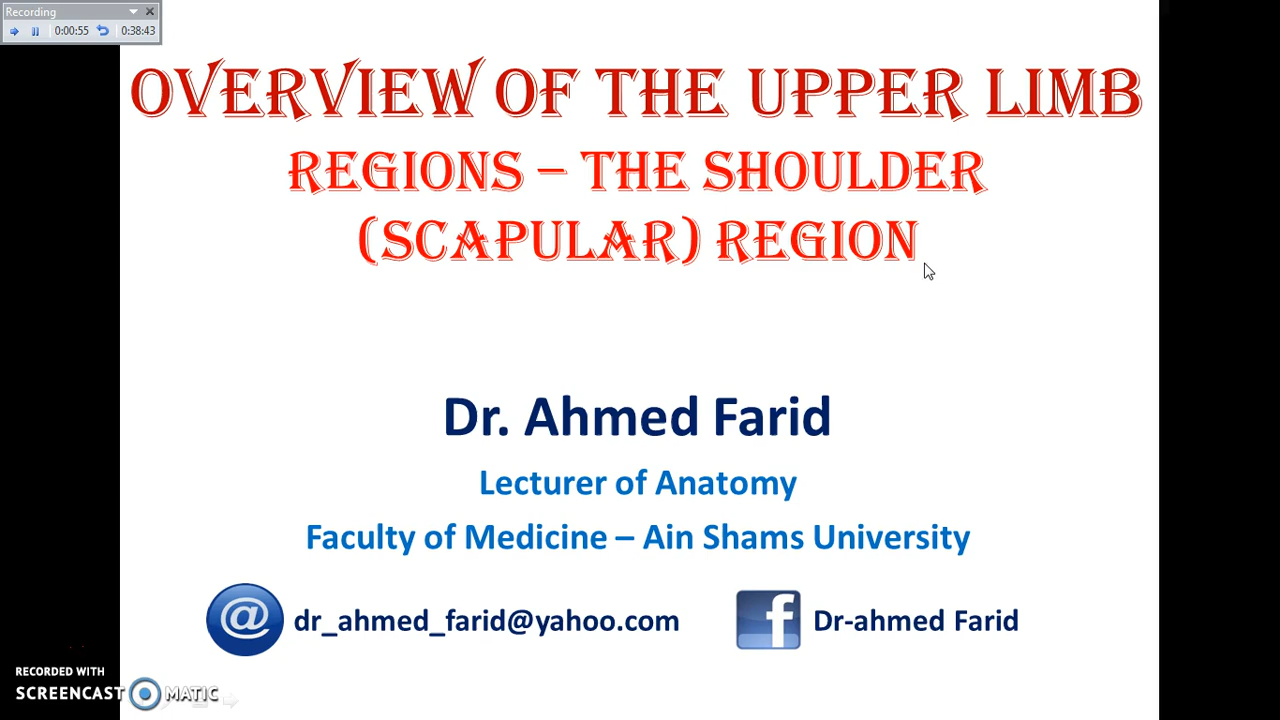 Recording
0:00:55
0:38:43
OVERVIEW OF THE UPPER LIMB
REGIONS – THE SHOULDER
(SCAPULAR) REGION
Dr. Ahmed Farid
Lecturer of Anatomy
Faculty of Medicine – Ain Shams University
@ dr_ahmed_farid@yahoo.com
f Dr-ahmed Farid
RECORDED WITH
SCREENCAST MATIC